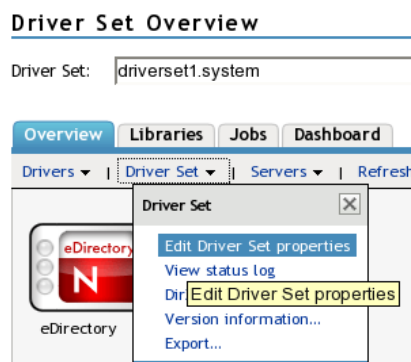 Driver Set Overview
Driver Set: driverset1.system
Overview Libraries Jobs Dashboard
Drivers | Driver Set | Servers | Refresh
Driver Set
eDirectory
N
Edit Driver Set properties
View status log
Edit Driver Set properties
Version information...
Export...
eDirectory